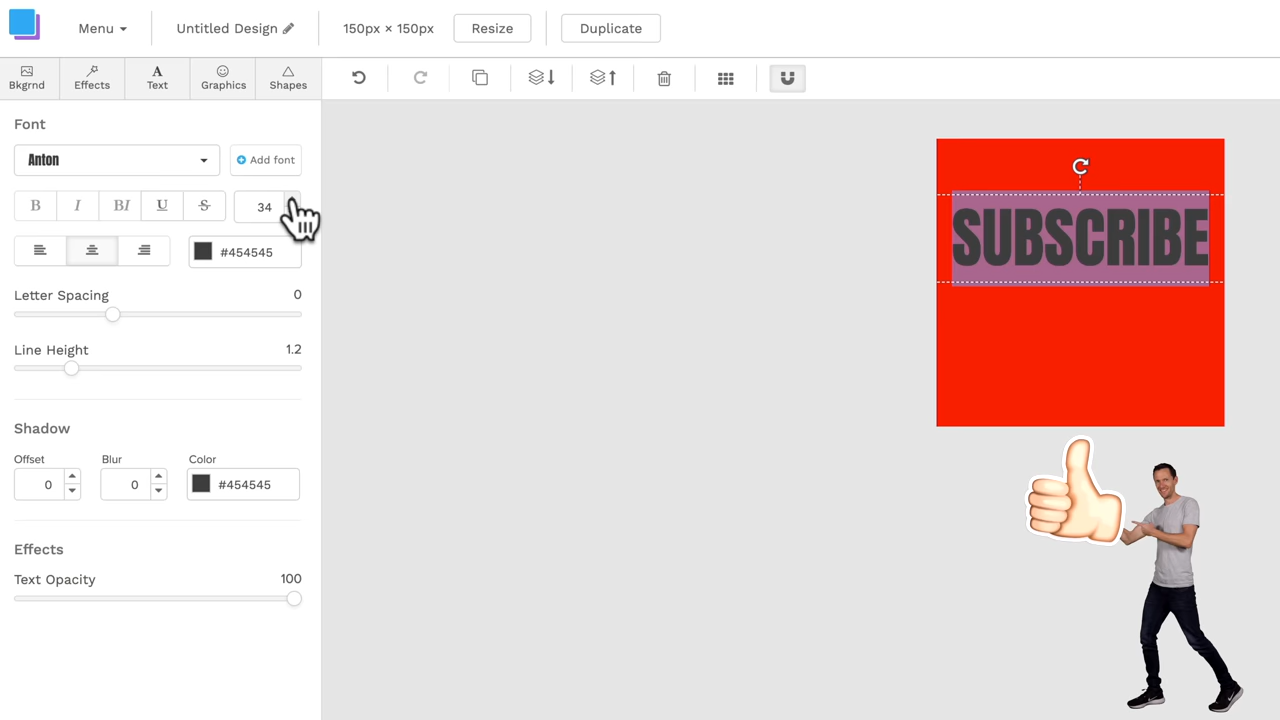 Menu
Untitled Design
150px × 150px
Resize
Duplicate
Bkgrnd
Effects
Text
Graphics
Shapes
Font
Anton
Add font
B I BI U S
34
#454545
Letter Spacing 0
Line Height 1.2
Shadow
Offset Blur Color
0 0 #454545
Effects
Text Opacity 100
SUBSCRIBE